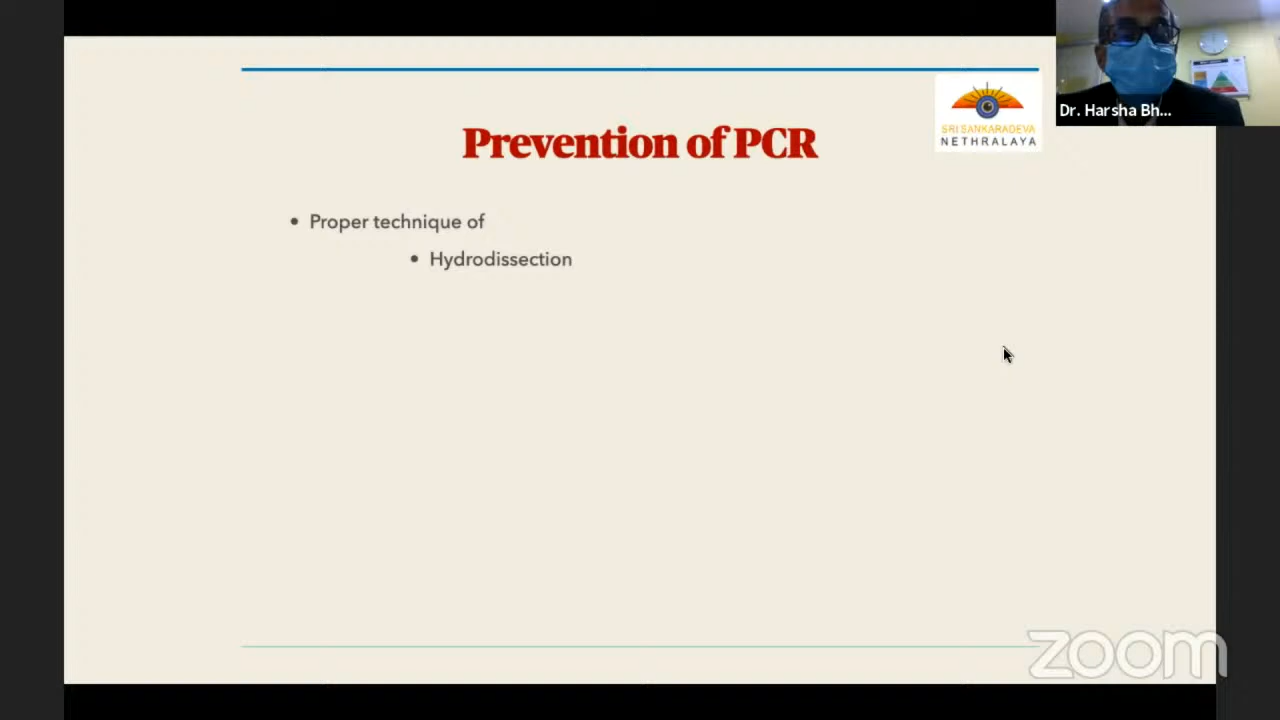 SRI SANKARADEVA
NETHRALAYA
Dr. Harsha Bh...
Prevention of PCR
• Proper technique of
• Hydrodissection
zoom